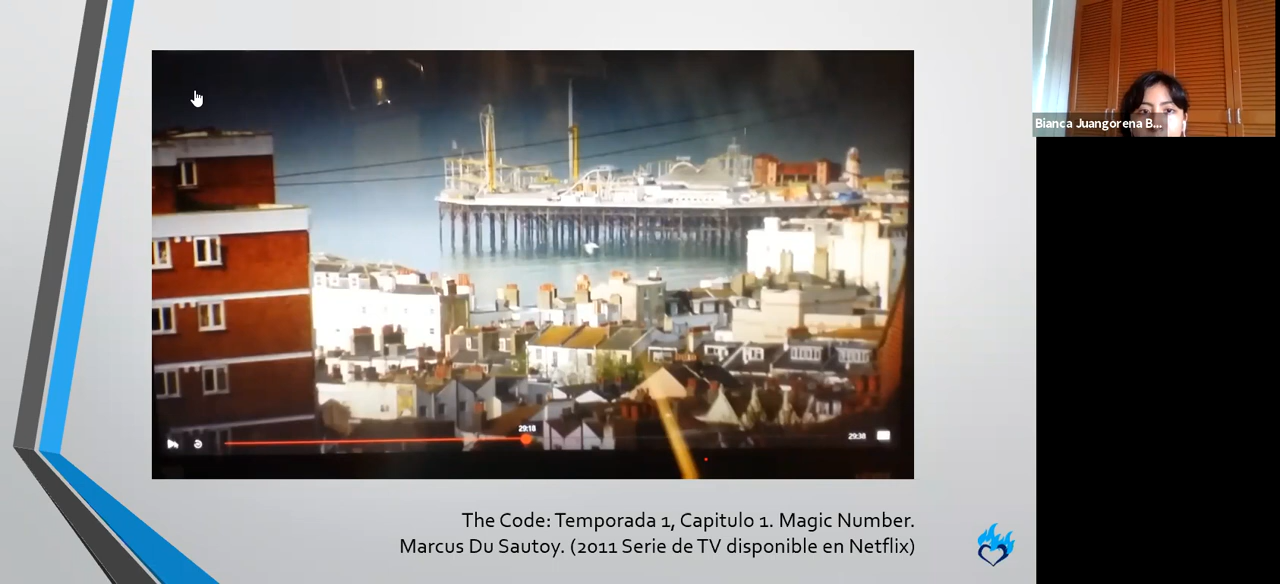 Bianca Juangorena B...
29:18
29:38
The Code: Temporada 1, Capitulo 1. Magic Number.
Marcus Du Sautoy. (2011 Serie de TV disponible en Netflix)